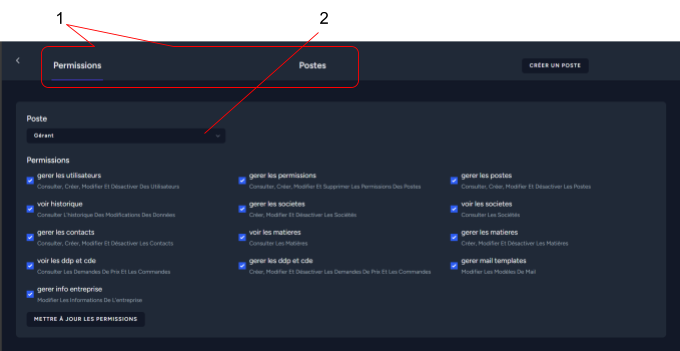 1
2
Permissions
Postes
CRÉER UN POSTE
Poste
Gérant
Permissions
gerer les utilisateurs
Consulter, Créer, Modifier Et Désactiver Des Utilisateurs
gerer les permissions
Consulter, Créer, Modifier Et Supprimer Les Permissions Des Postes
gerer les postes
Consulter, Créer, Modifier Et Désactiver Les Postes
voir historique
Consulter L'historique Des Modifications Des Données
gerer les societes
Créer, Modifier Et Désactiver Les Sociétés
voir les societes
Consulter Les Sociétés
gerer les contacts
Consulter, Créer, Modifier Et Désactiver Les Contacts
voir les matieres
Consulter Les Matières
gerer les matieres
Créer, Modifier Et Désactiver Les Matières
voir les ddp et cde
Consulter Les Demandes De Prix Et Les Commandes
gerer les ddp et cde
Créer, Modifier Et Désactiver Les Demandes De Prix Et Les Commandes
gerer mail templates
Modifier Les Modèles De Mail
gerer info entreprise
Modifier Les Informations De L'entreprise
METTRE À JOUR LES PERMISSIONS